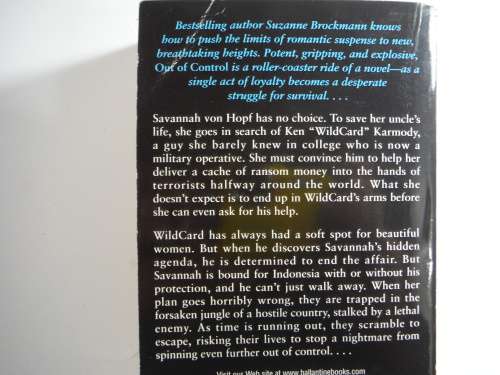 Bestselling author Suzanne Brockmann knows
how to push the limits of romantic suspense to new,
breathtaking heights. Potent, gripping, and explosive,
Out of Control is a roller-coaster ride of a novel—as a
single act of loyalty becomes a desperate
struggle for survival. . . .
Savannah von Hopf has no choice. To save her uncle's
life, she goes in search of Ken "WildCard" Karmody,
a guy she barely knew in college who is now a
military operative. She must convince him to help her
deliver a cache of ransom money into the hands of
terrorists halfway around the world. What she
doesn't expect is to end up in WildCard's arms before
she can even ask for his help.
WildCard has always had a soft spot for beautiful
women. But when he discovers Savannah's hidden
agenda, he is determined to end the affair. But
Savannah is bound for Indonesia with or without his
protection, and he can't just walk away. When her
plan goes horribly wrong, they are trapped in the
forsaken jungle of a hostile country, stalked by a lethal
enemy. As time is running out, they scramble to
escape, risking their lives to stop a nightmare from
spinning even further out of control. . . .
Visit our Web site at www.ballantinebooks.com